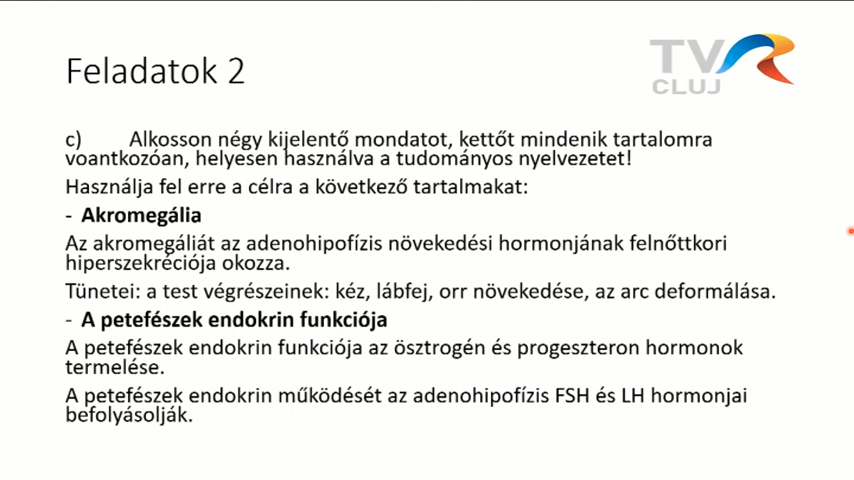 TVR
CLUJ
Feladatok 2
c) Alkosson négy kijelentő mondatot, kettőt mindenik tartalomra
voantkozóan, helyesen használva a tudományos nyelvezetet!
Használja fel erre a célra a következő tartalmakat:
- Akromegália
Az akromegáliát az adenohipofízis növekedési hormonjának felnőttkori
hiperszekréciója okozza.
Tünetei: a test végrészeinek: kéz, lábfej, orr növekedése, az arc deformálása.
- A petefészek endokrin funkciója
A petefészek endokrin funkciója az ösztrogén és progeszteron hormonok
termelése.
A petefészek endokrin működését az adenohipofízis FSH és LH hormonjai
befolyásolják.